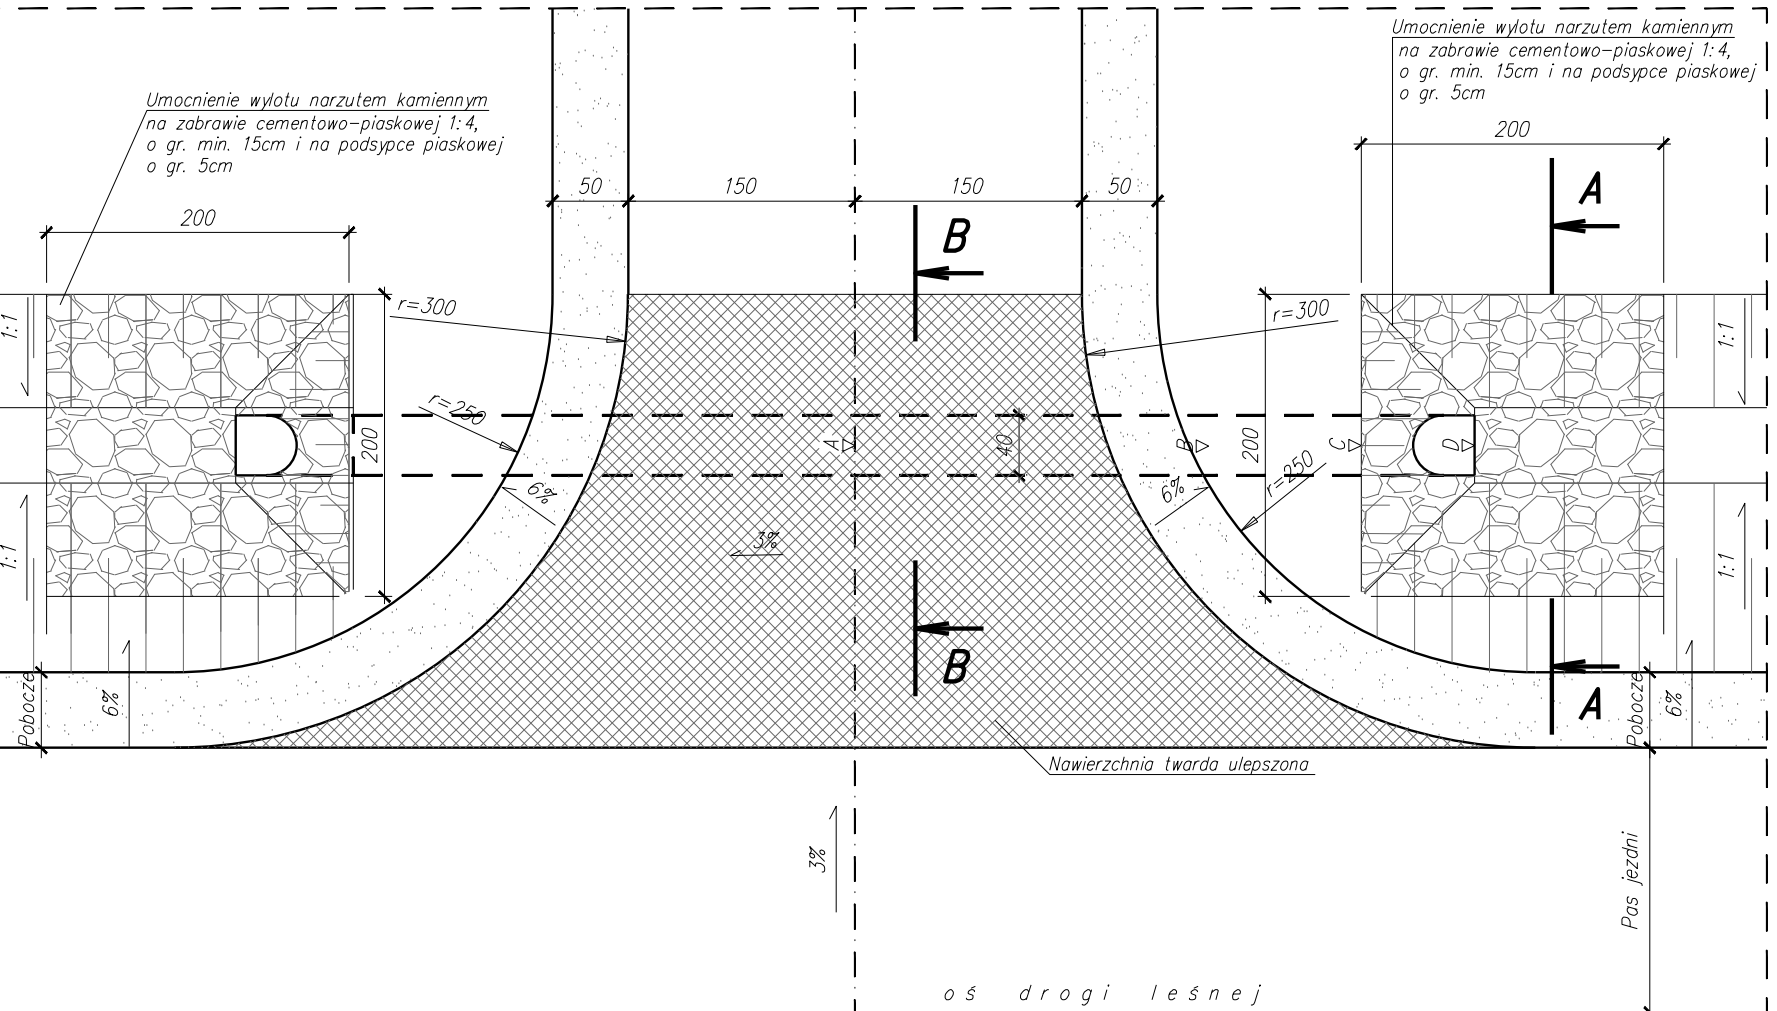 Umocnienie wylotu narzutem kamiennym
na zabrawie cementowo-piaskowej 1:4,
o gr. min. 15cm i na podsypce piaskowej
o gr. 5cm
Umocnienie wylotu narzutem kamiennym
na zabrawie cementowo-piaskowej 1:4,
o gr. min. 15cm i na podsypce piaskowej
o gr. 5cm
200
50
150
150
50
200
A
B
r=300
r=300
1:1
1:1
r=250
200
A
40
B
200
C
D
r=250
6%
6%
3%
1:1
1:1
B
A
Pobocze
6%
Pobocze
6%
Nawierzchnia twarda ulepszona
3%
Pas jezdni
oś drogi leśnej